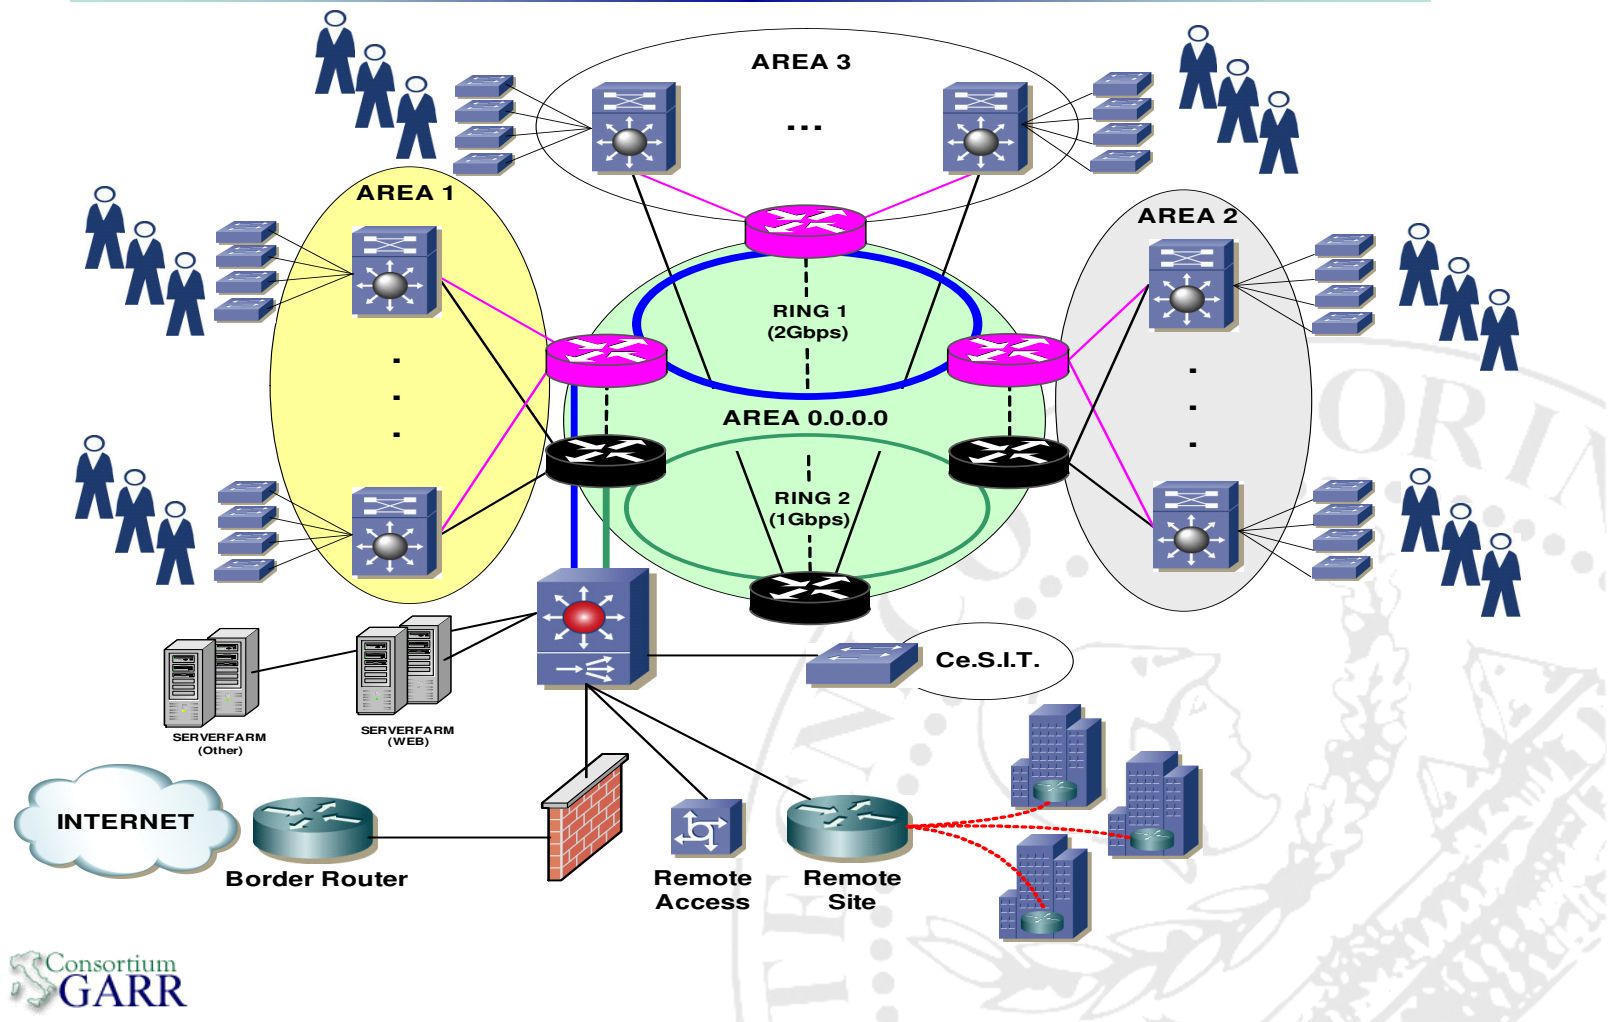 AREA 3
...
AREA 1
AREA 2
RING 1
(2Gbps)
AREA 0.0.0.0
RING 2
(1Gbps)
Ce.S.I.T.
SERVERFARM
(Other)
SERVERFARM
(WEB)
INTERNET
Border Router
Remote
Access
Remote
Site
Consortium
GARR